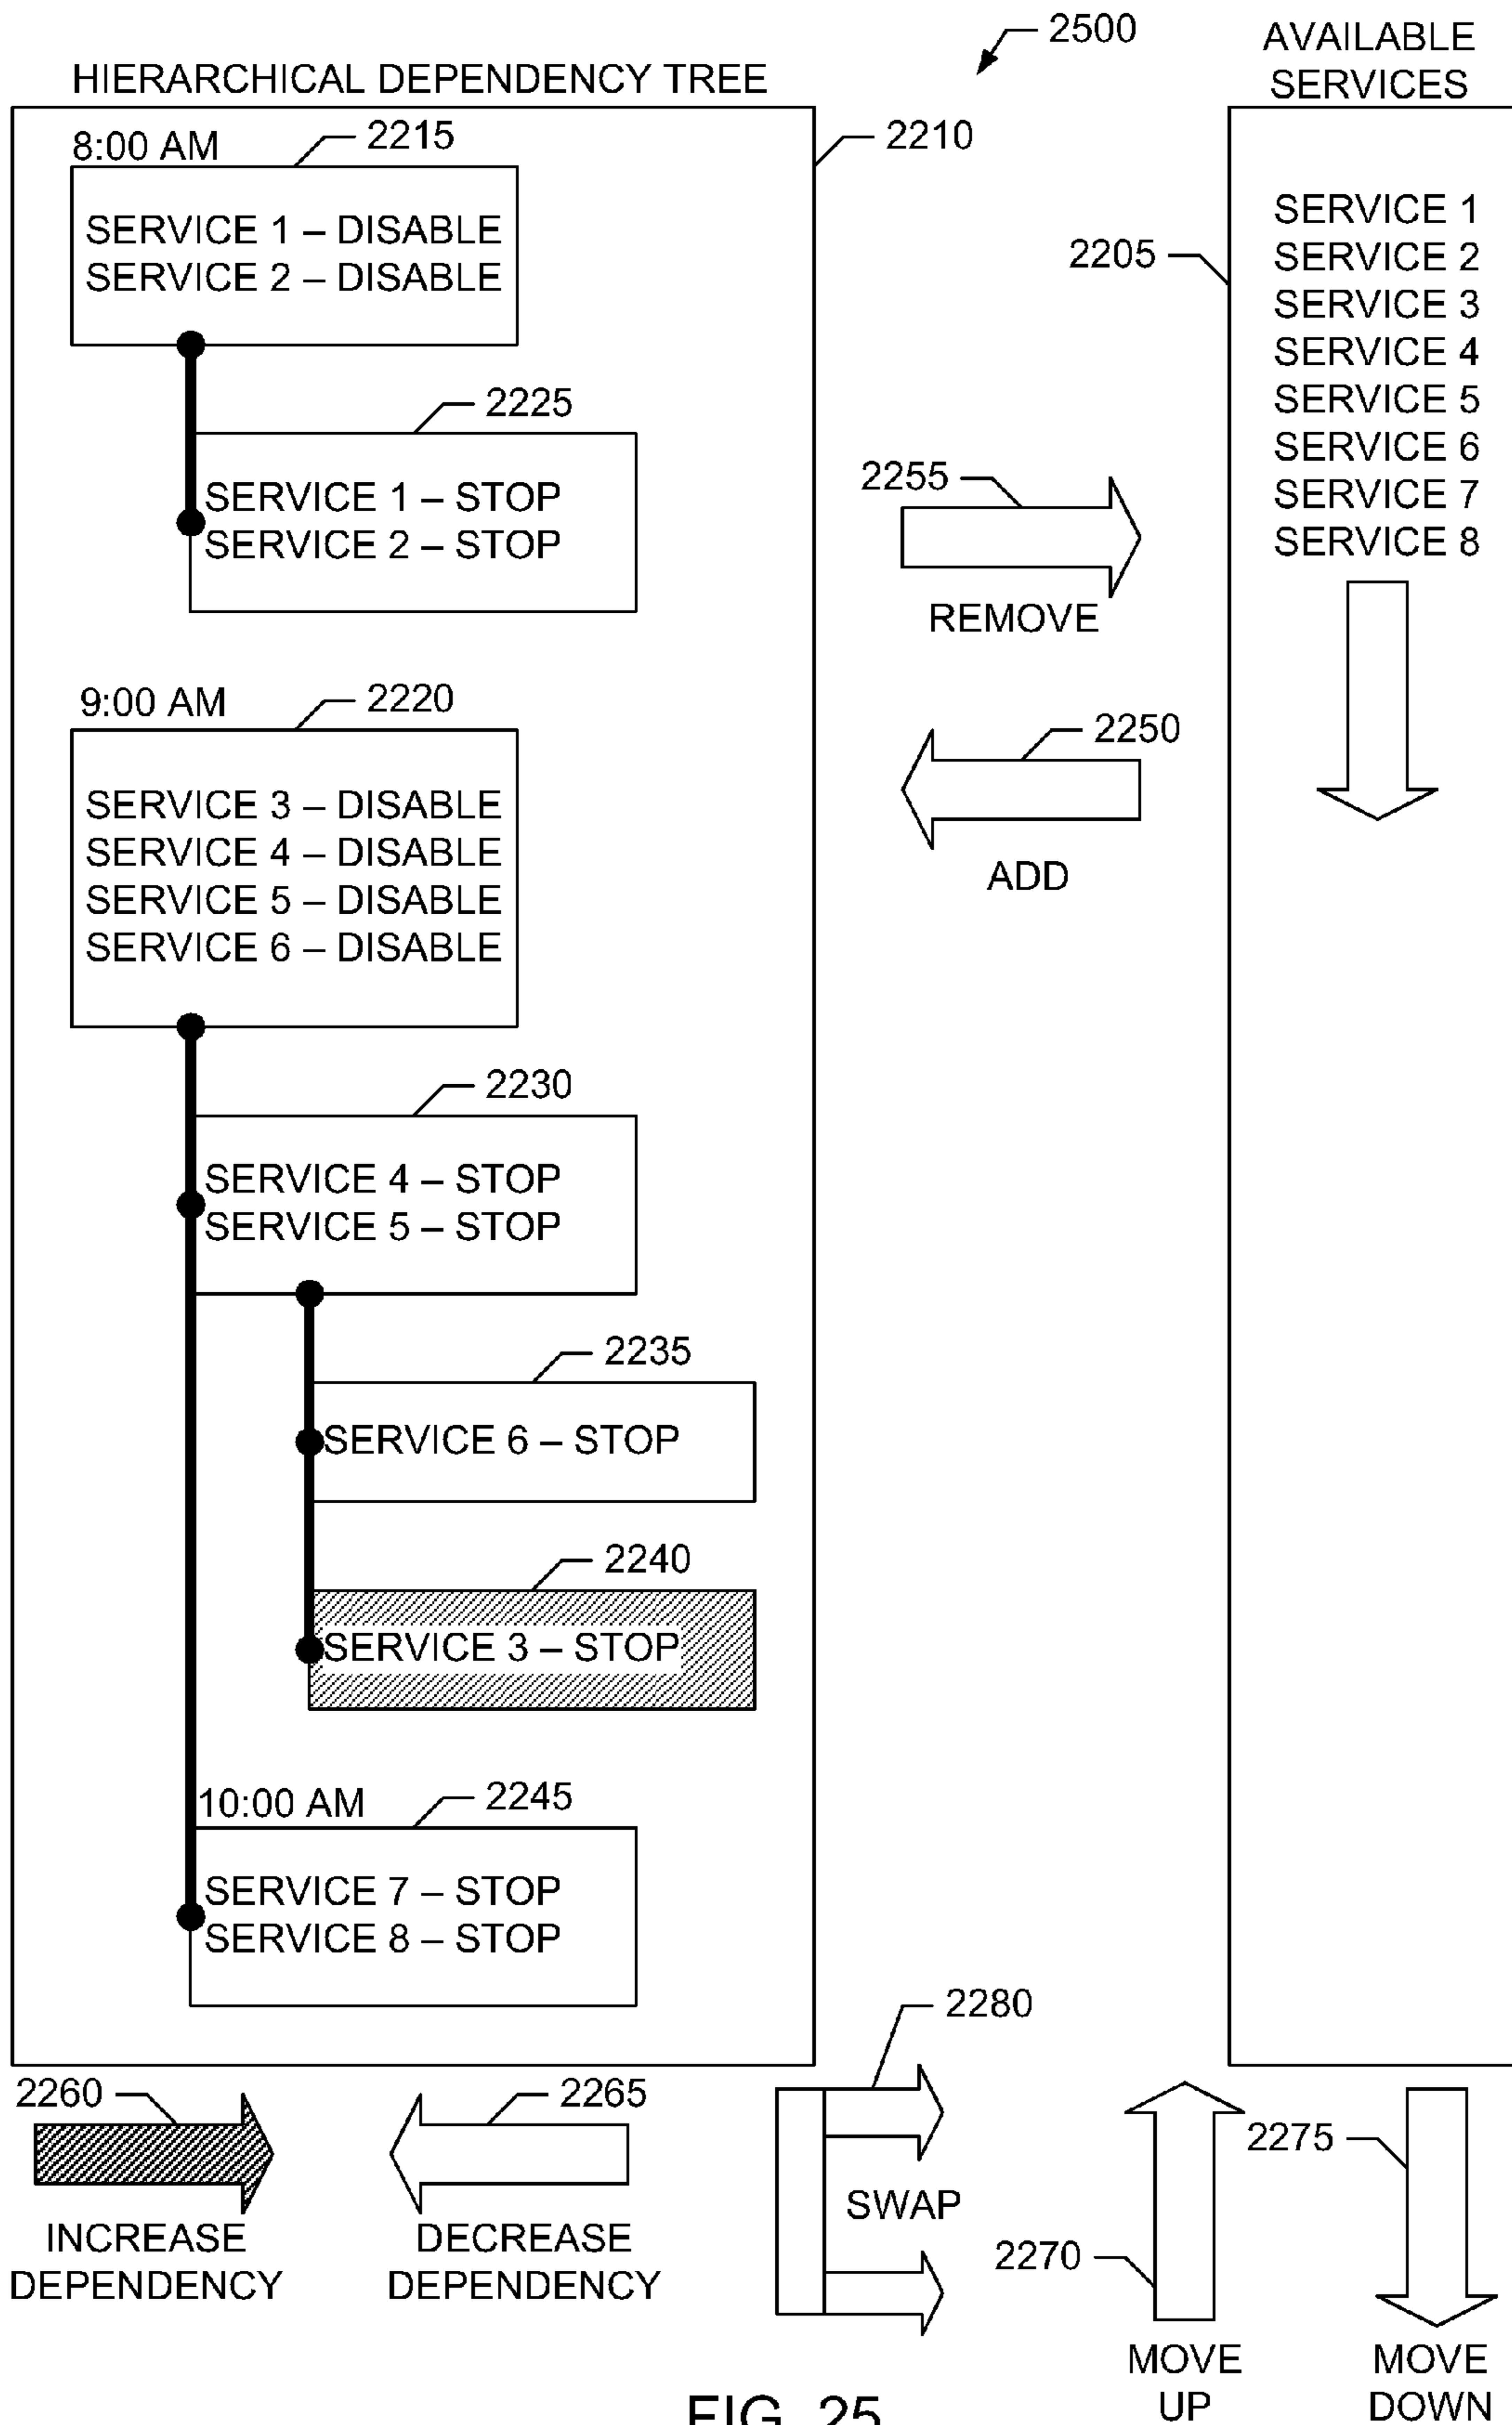 2500
AVAILABLE
SERVICES
HIERARCHICAL DEPENDENCY TREE
8:00 AM
2215
2210
SERVICE 1 – DISABLE
SERVICE 2 – DISABLE
2205
SERVICE 1
SERVICE 2
SERVICE 3
SERVICE 4
SERVICE 5
SERVICE 6
SERVICE 7
SERVICE 8
2225
SERVICE 1 – STOP
SERVICE 2 – STOP
2255
REMOVE
9:00 AM
2220
2250
ADD
SERVICE 3 – DISABLE
SERVICE 4 – DISABLE
SERVICE 5 – DISABLE
SERVICE 6 – DISABLE
2230
SERVICE 4 – STOP
SERVICE 5 – STOP
2235
SERVICE 6 – STOP
2240
SERVICE 3 – STOP
10:00 AM
2245
SERVICE 7 – STOP
SERVICE 8 – STOP
2280
2260
2265
INCREASE
DEPENDENCY
DECREASE
DEPENDENCY
SWAP
2270
2275
MOVE
UP
MOVE
DOWN
FIG. 25